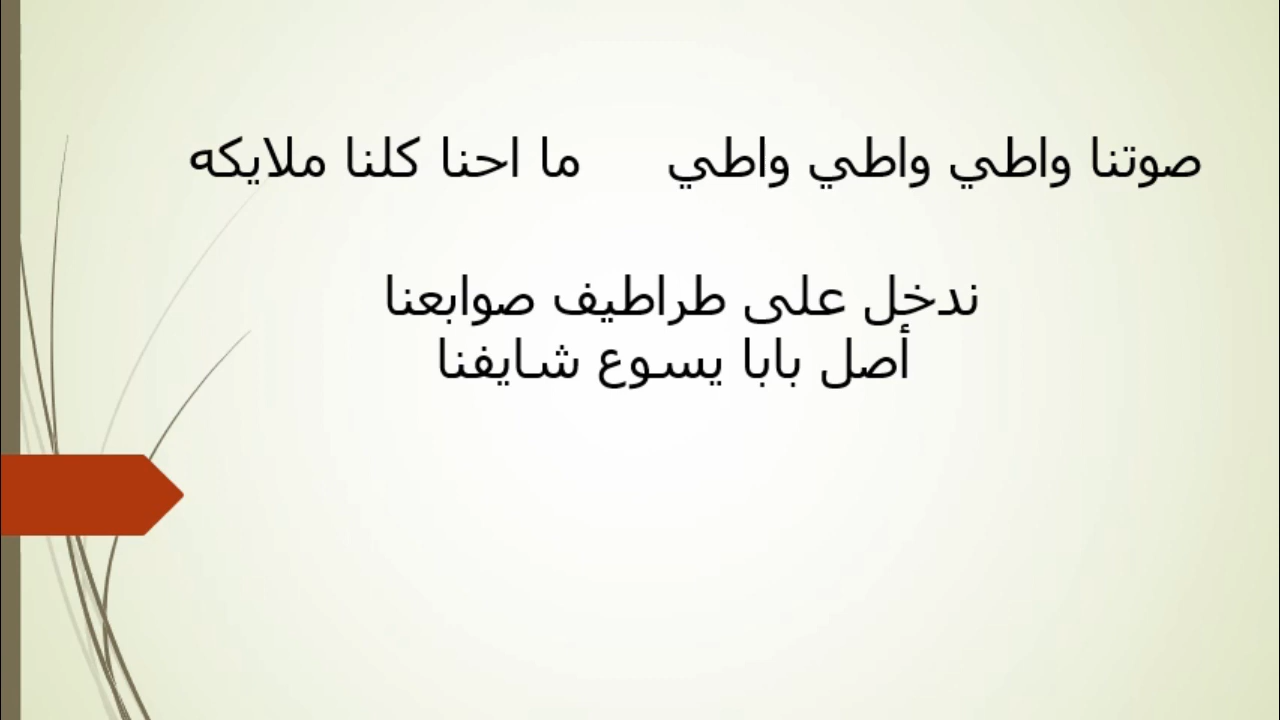 صوتنا واطي واطي واطي ما احنا كلنا ملايكه
ندخل على طراطيف صوابعنا
أصل بابا يسوع شايفنا